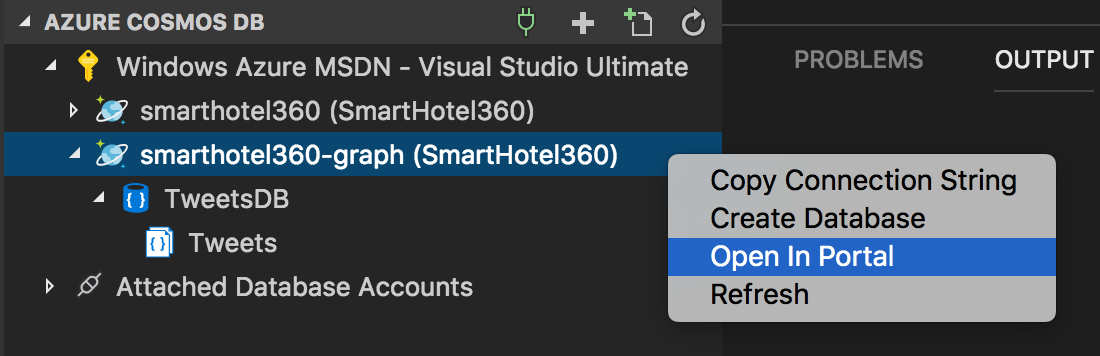 AZURE COSMOS DB
Windows Azure MSDN - Visual Studio Ultimate
smarthotel360 (SmartHotel360)
smarthotel360-graph (SmartHotel360)
TweetsDB
Tweets
Attached Database Accounts
PROBLEMS OUTPUT
Copy Connection String
Create Database
Open In Portal
Refresh